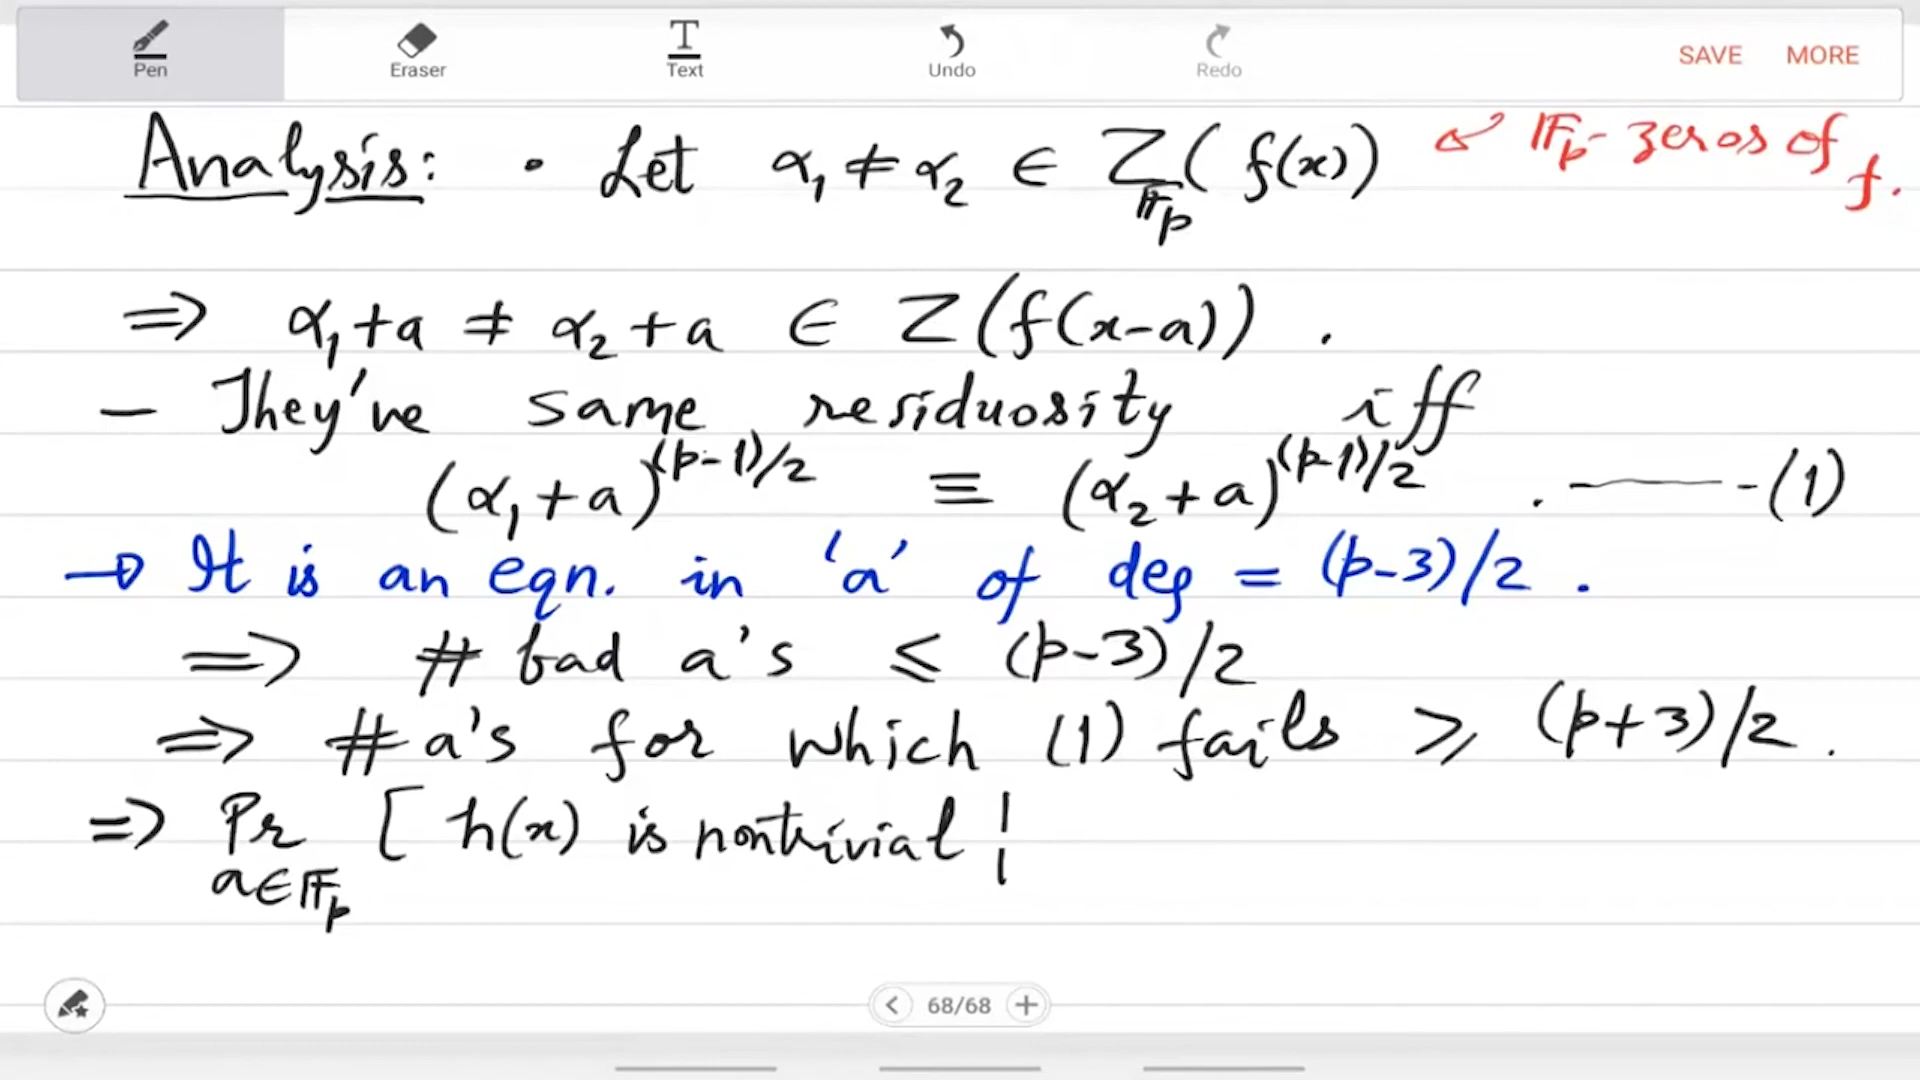 Pen Eraser Text Undo Redo SAVE MORE
Analysis: • Let α₁ ≠ α₂ ∈ Z_{𝔽p}(f(x)) ↙ 𝔽p-zeros of f.
⇒ α₁+a ≠ α₂+a ∈ Z(f(x-a)).
– They've same residuosity iff
(α₁+a)^{(p-1)/2} ≡ (α₂+a)^{(p-1)/2}. ——-(1)
→ It is an eqn. in 'a' of deg = (p-3)/2.
⇒ # bad a's ≤ (p-3)/2
⇒ # a's for which (1) fails ≥ (p+3)/2.
⇒ Pr_{a∈𝔽p} [ h(x) is nontrivial |
< 68/68 +